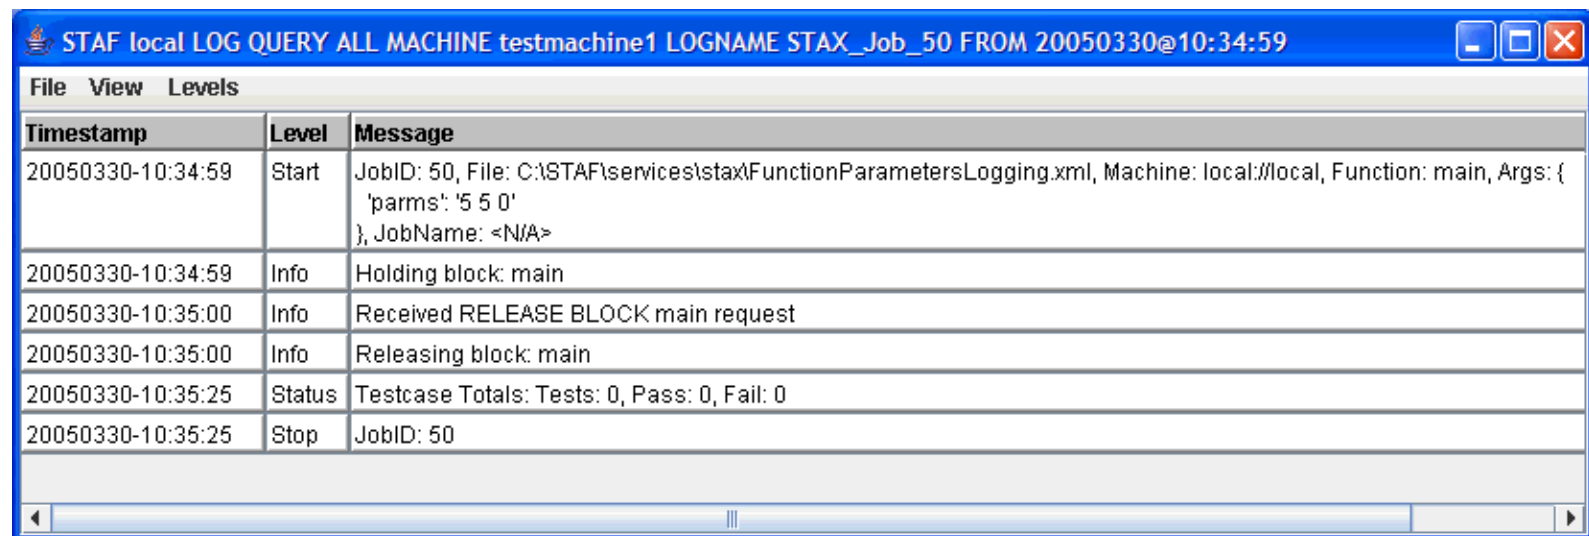 STAF local LOG QUERY ALL MACHINE testmachine1 LOGNAME STAX_Job_50 FROM 20050330@10:34:59
File View Levels
Timestamp Level Message
20050330-10:34:59 Start JobID: 50, File: C:\STAF\services\stax\FunctionParametersLogging.xml, Machine: local://local, Function: main, Args: {
'parms': '5 5 0'
}, JobName: <N/A>
20050330-10:34:59 Info Holding block: main
20050330-10:35:00 Info Received RELEASE BLOCK main request
20050330-10:35:00 Info Releasing block: main
20050330-10:35:25 Status Testcase Totals: Tests: 0, Pass: 0, Fail: 0
20050330-10:35:25 Stop JobID: 50